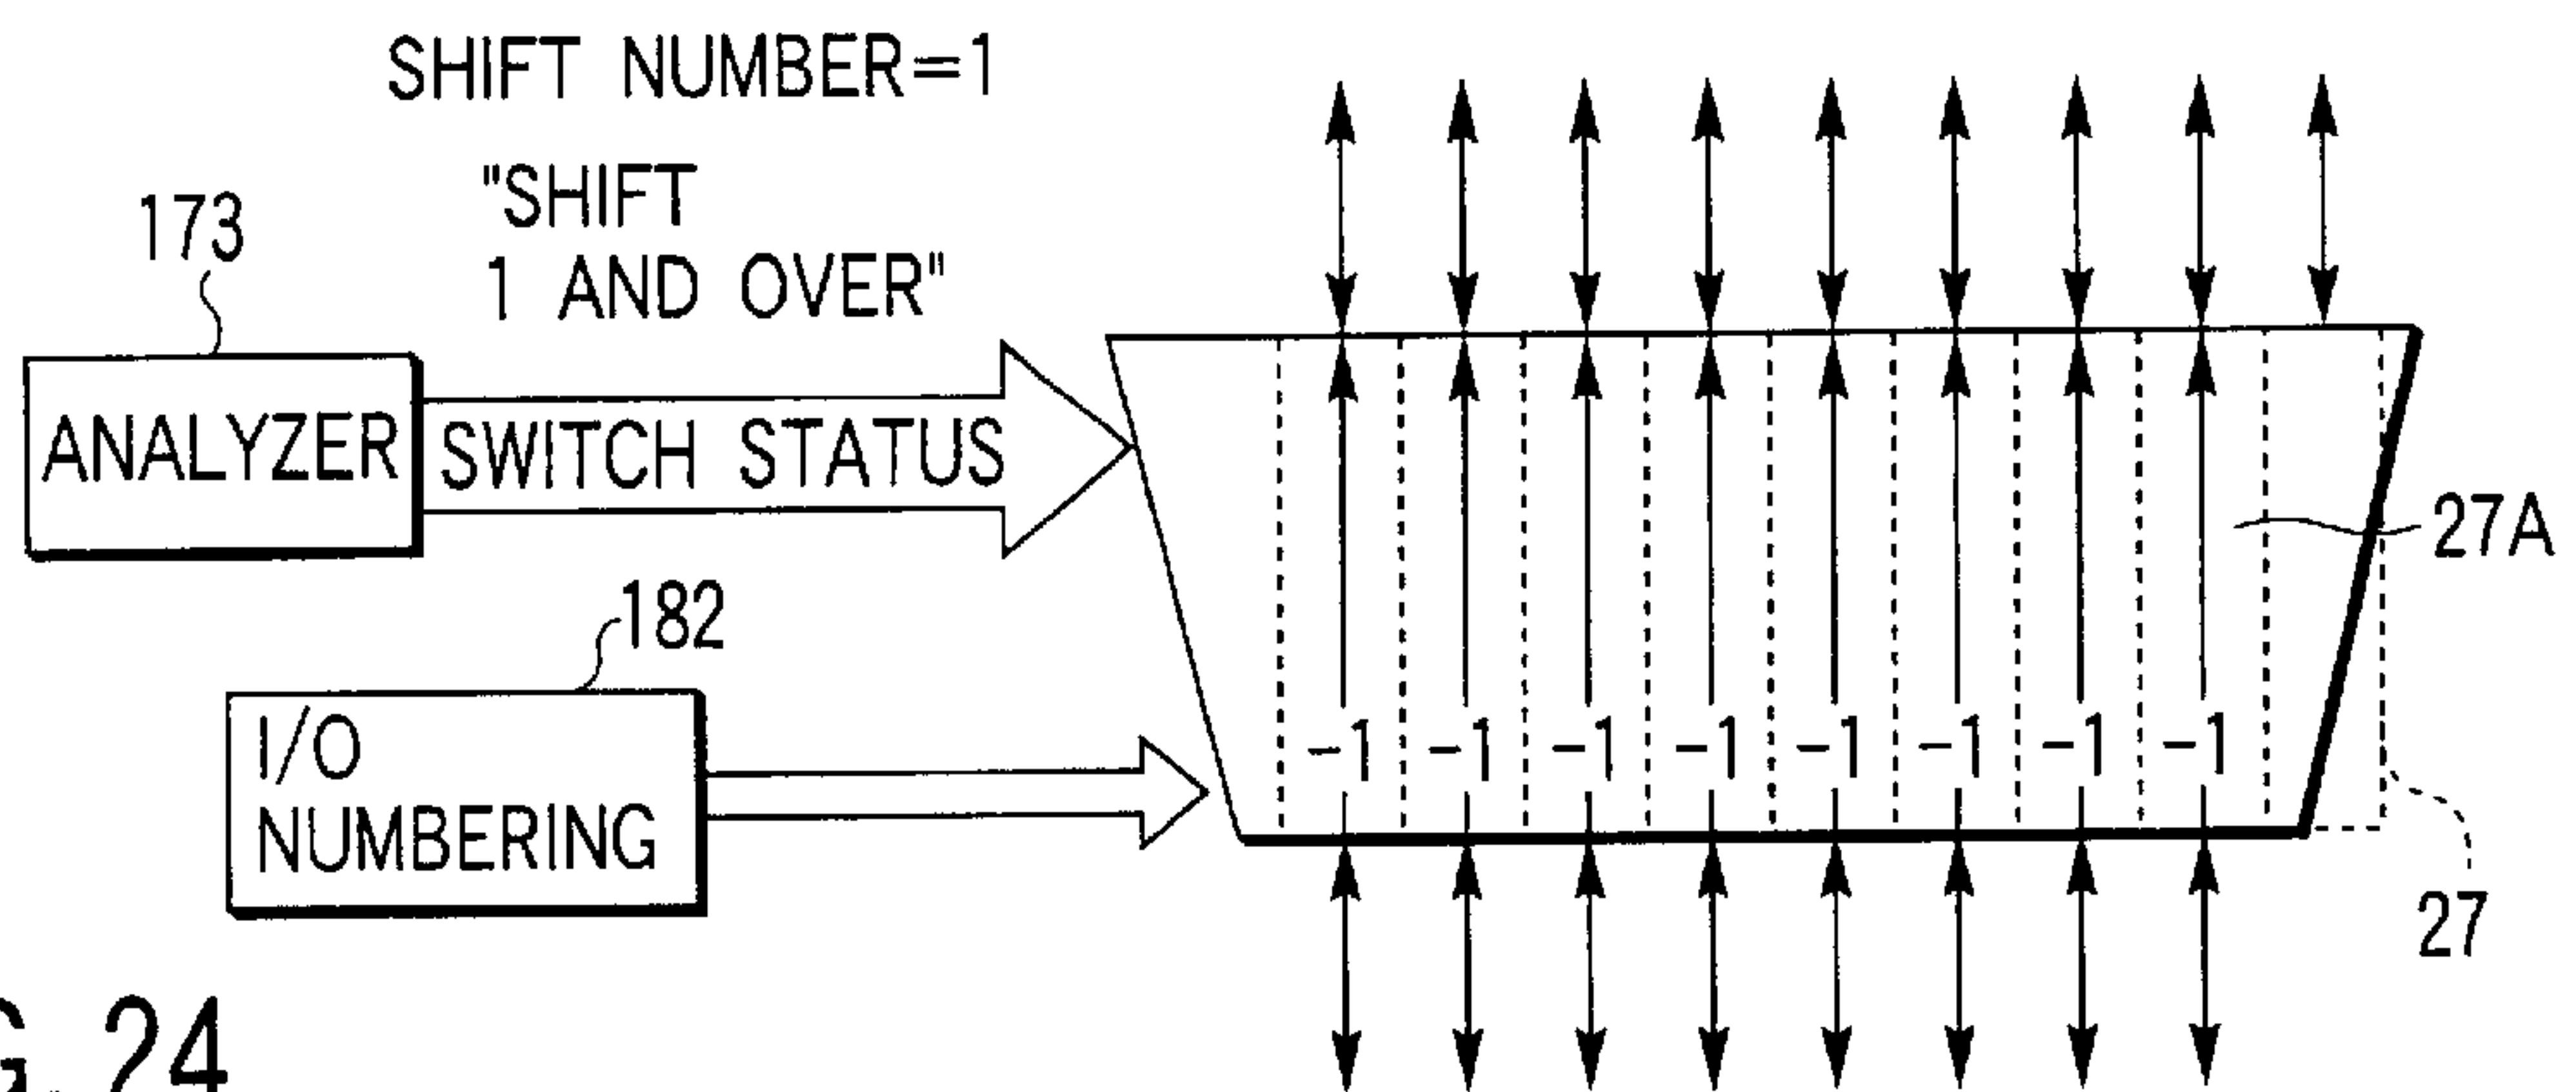 SHIFT NUMBER=1
"SHIFT
1 AND OVER"
173
ANALYZER
SWITCH STATUS
27A
182
I/O
NUMBERING
-1 -1 -1 -1 -1 -1 -1 -1
27
G. 24